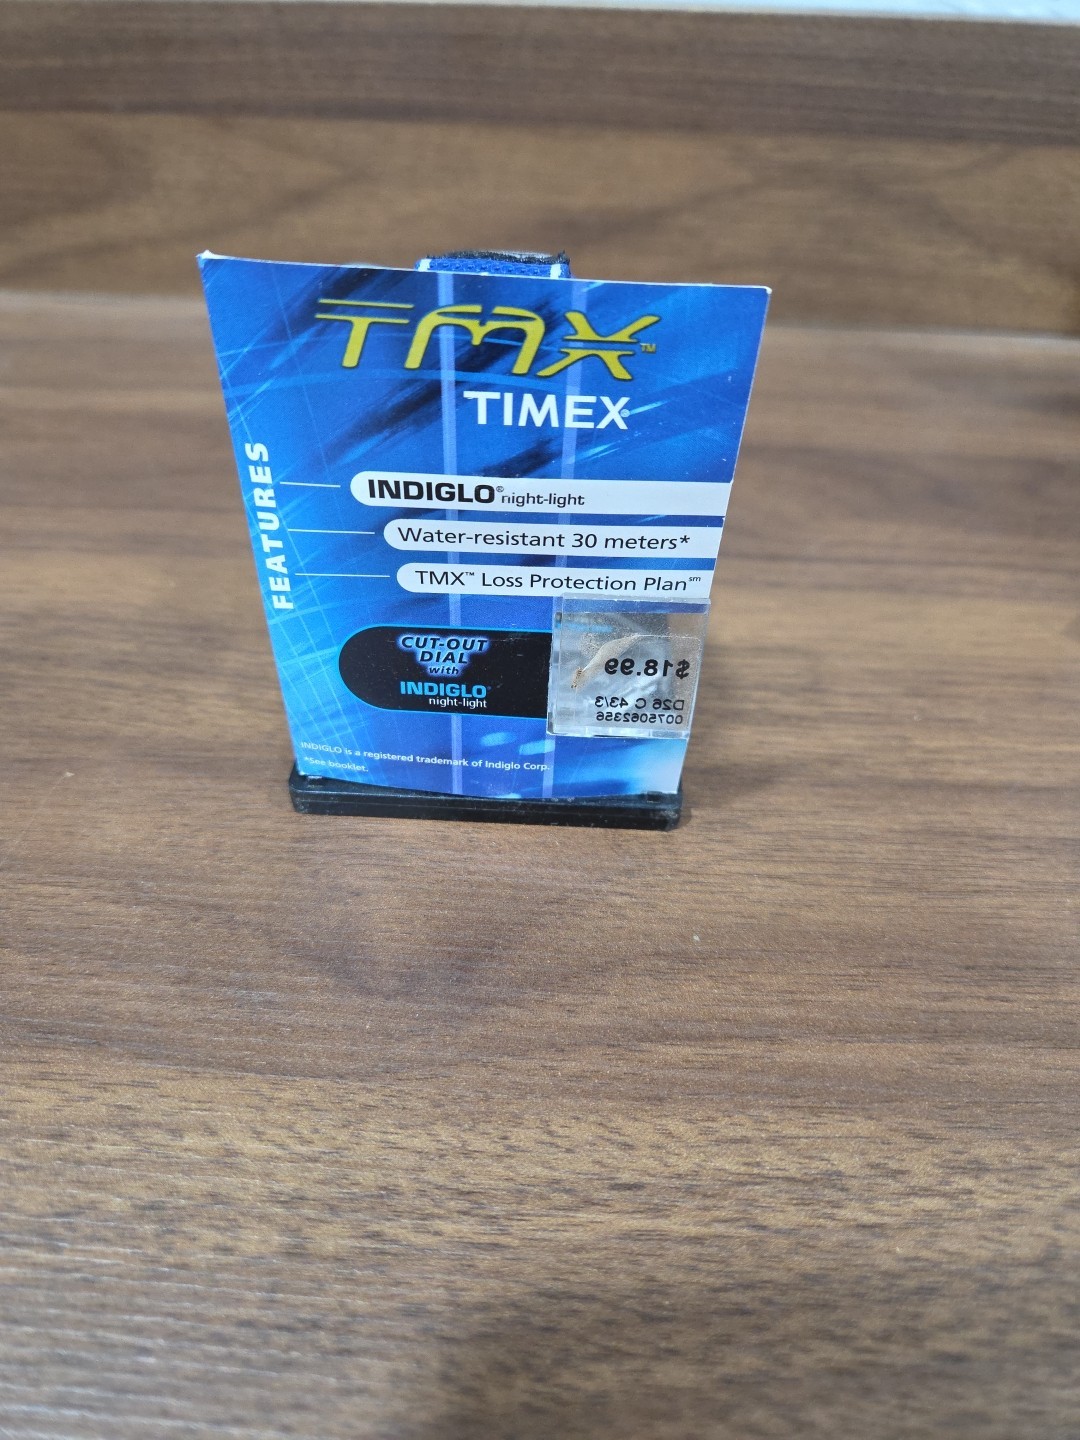 TMX™
TIMEX®
FEATURES
INDIGLO® night-light
Water-resistant 30 meters*
TMX™ Loss Protection Plan℠
CUT-OUT
DIAL
with
INDIGLO®
night-light
$18.99
D26 C 43/3
0075062356
INDIGLO is a registered trademark of Indiglo Corp.
*See booklet.